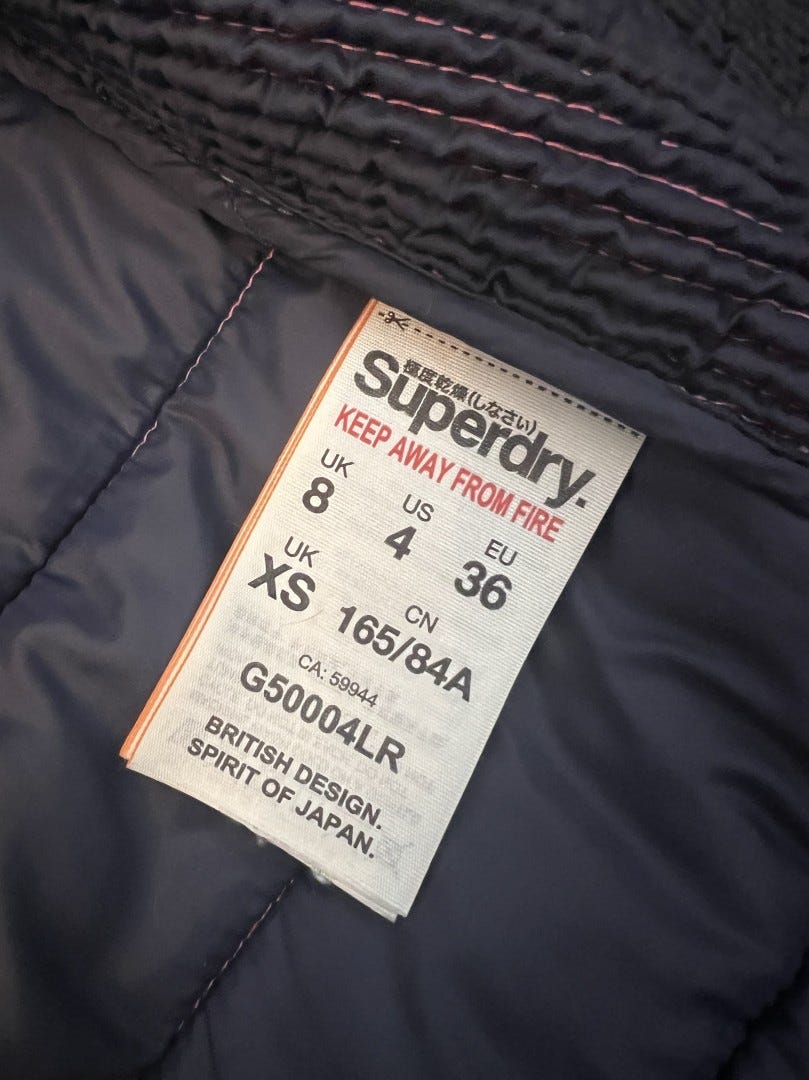 極度乾燥(しなさい)
Superdry.
KEEP AWAY FROM FIRE
UK US EU
8 4 36
UK CN
XS 165/84A
CA: 59944
G50004LR
BRITISH DESIGN.
SPIRIT OF JAPAN.